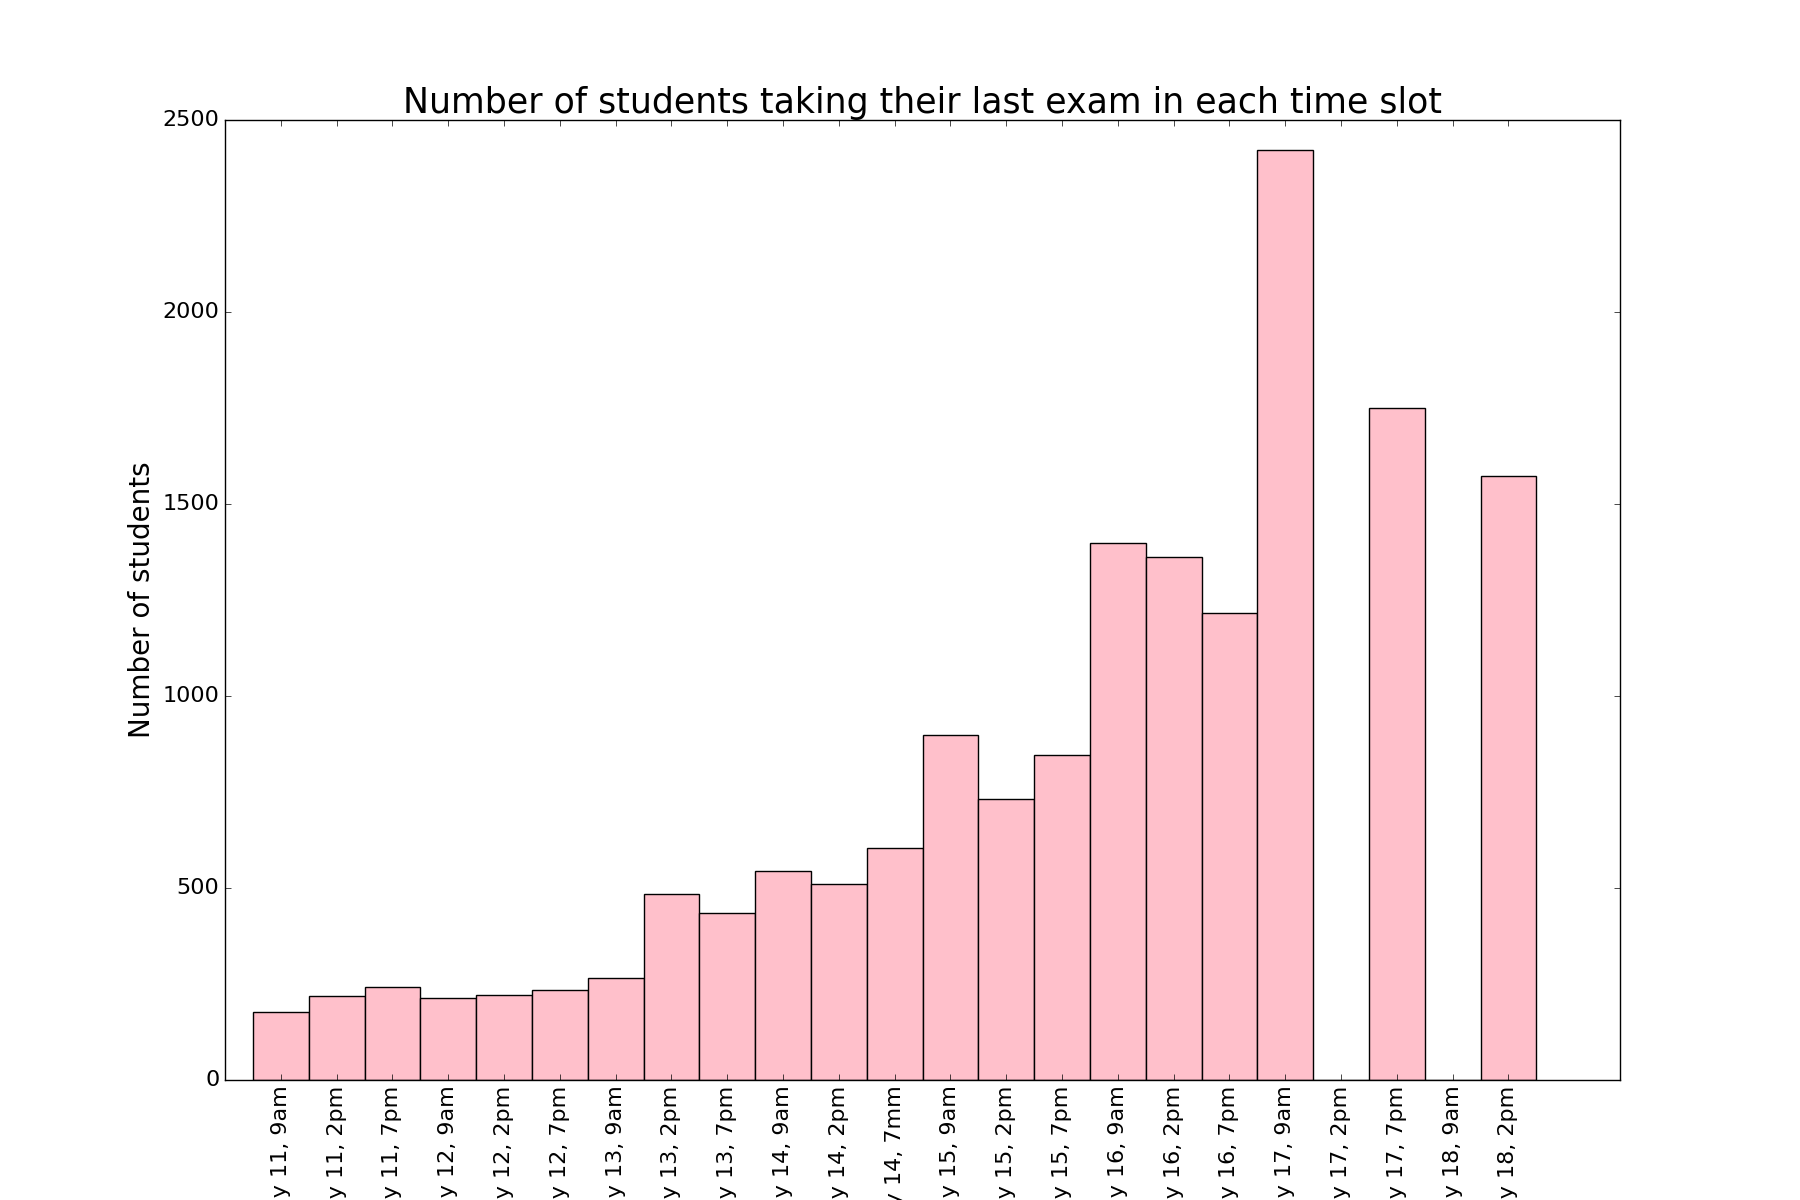 Number of students taking their last exam in each time slot
Number of students
2500
2000
1500
1000
500
0
y 11, 9am
y 11, 2pm
y 11, 7pm
y 12, 9am
y 12, 2pm
y 12, 7pm
y 13, 9am
y 13, 2pm
y 13, 7pm
y 14, 9am
y 14, 2pm
y 14, 7mm
y 15, 9am
y 15, 2pm
y 15, 7pm
y 16, 9am
y 16, 2pm
y 16, 7pm
y 17, 9am
y 17, 2pm
y 17, 7pm
y 18, 9am
y 18, 2pm